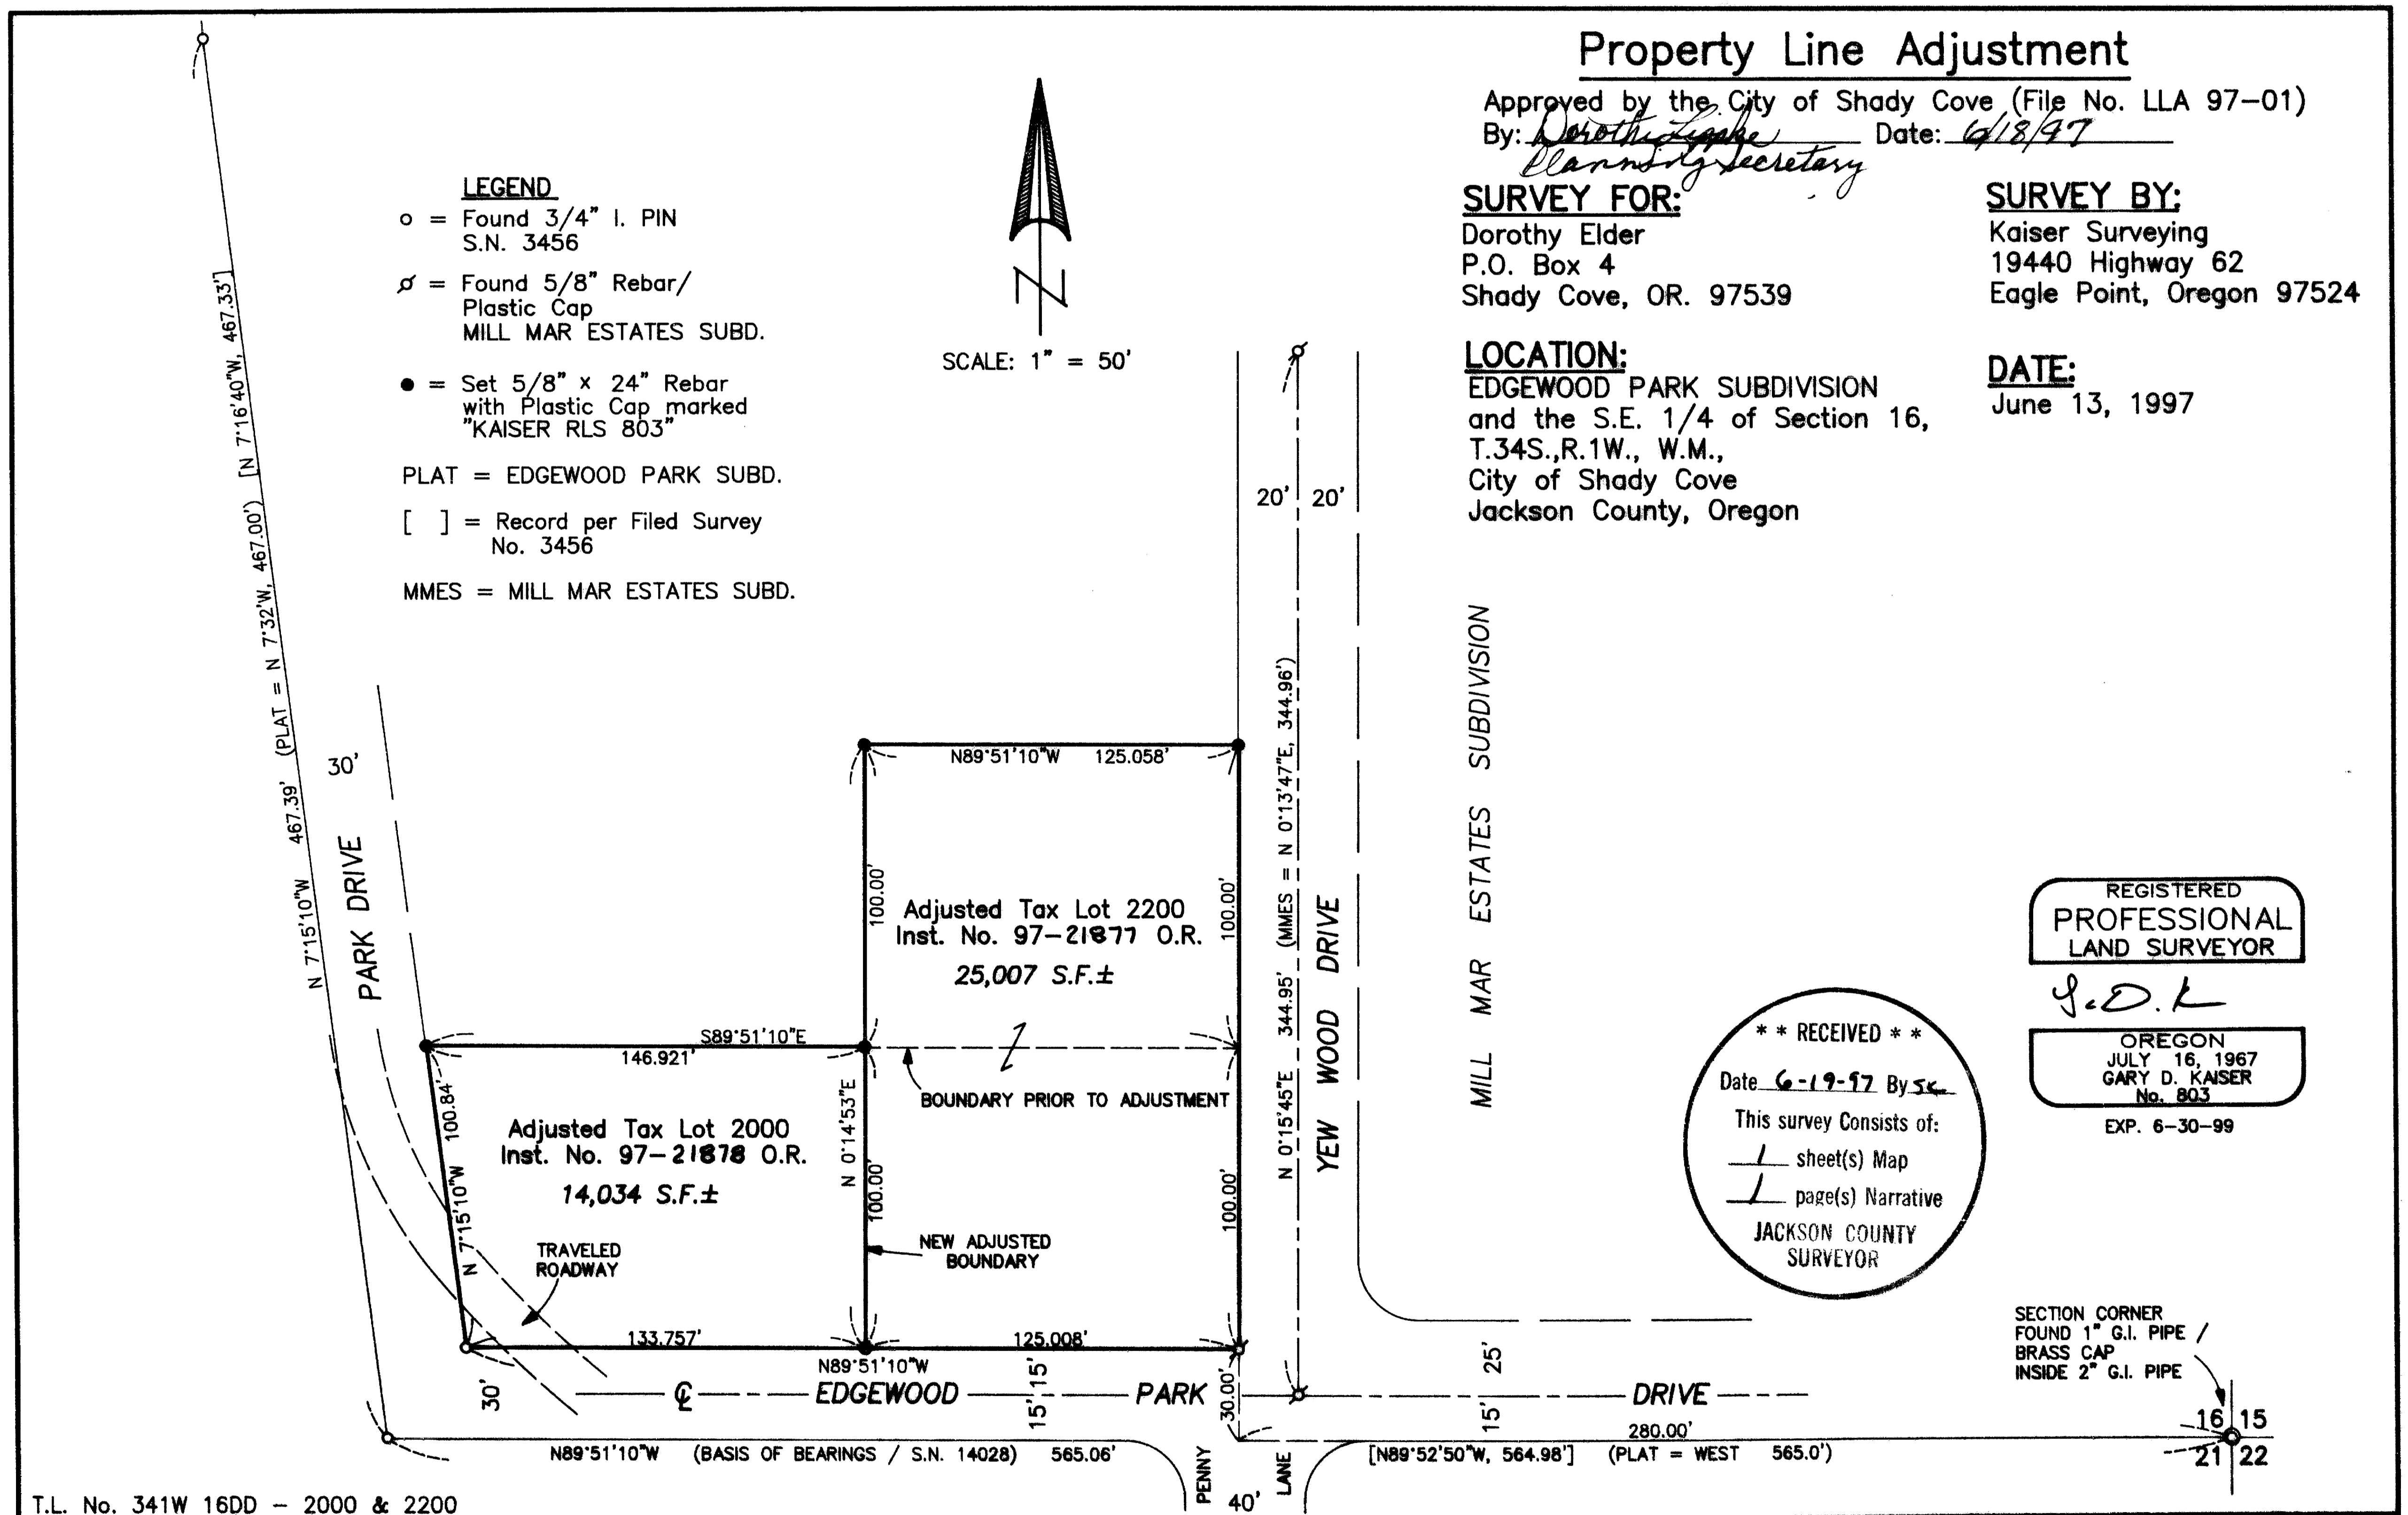 Property Line Adjustment
Approved by the City of Shady Cove (File No. LLA 97-01)
By: Dorothi Lippke Date: 6/18/97
Planning Secretary
SURVEY FOR:
Dorothy Elder
P.O. Box 4
Shady Cove, OR. 97539
SURVEY BY:
Kaiser Surveying
19440 Highway 62
Eagle Point, Oregon 97524
LOCATION:
EDGEWOOD PARK SUBDIVISION
and the S.E. 1/4 of Section 16,
T.34S.,R.1W., W.M.,
City of Shady Cove
Jackson County, Oregon
DATE:
June 13, 1997
LEGEND
o = Found 3/4" I. PIN
S.N. 3456
ø = Found 5/8" Rebar/
Plastic Cap
MILL MAR ESTATES SUBD.
● = Set 5/8" x 24" Rebar
with Plastic Cap marked
"KAISER RLS 803"
PLAT = EDGEWOOD PARK SUBD.
[ ] = Record per Filed Survey
No. 3456
MMES = MILL MAR ESTATES SUBD.
N
SCALE: 1" = 50'
N 7°15'10"W 467.39' (PLAT = N 7°32'W, 467.00') [N 7°16'40"W, 467.33']
30'
PARK DRIVE
20' 20'
N 0°15'45"E 344.95' (MMES = N 0°13'47"E, 344.96')
YEW WOOD DRIVE
MILL MAR ESTATES SUBDIVISION
N89°51'10"W 125.058'
100.00'
100.00'
Adjusted Tax Lot 2200
Inst. No. 97-21877 O.R.
25,007 S.F.±
S89°51'10"E
146.921'
BOUNDARY PRIOR TO ADJUSTMENT
N 7°15'10"W 100.84'
Adjusted Tax Lot 2000
Inst. No. 97-21878 O.R.
14,034 S.F.±
N 0°14'53"E
100.00'
100.00'
TRAVELED
ROADWAY
NEW ADJUSTED
BOUNDARY
133.757'
125.008'
N89°51'10"W
30'
℄ EDGEWOOD PARK DRIVE
15' 15'
30.00'
15' 25'
280.00'
N89°51'10"W (BASIS OF BEARINGS / S.N. 14028) 565.06'
[N89°52'50"W, 564.98'] (PLAT = WEST 565.0')
PENNY LANE
40'
REGISTERED
PROFESSIONAL
LAND SURVEYOR
G. D. K
OREGON
JULY 16, 1967
GARY D. KAISER
No. 803
EXP. 6-30-99
* * RECEIVED * *
Date 6-19-97 By SK
This survey Consists of:
1 sheet(s) Map
1 page(s) Narrative
JACKSON COUNTY
SURVEYOR
SECTION CORNER
FOUND 1" G.I. PIPE /
BRASS CAP
INSIDE 2" G.I. PIPE
16 15
21 22
T.L. No. 341W 16DD - 2000 & 2200